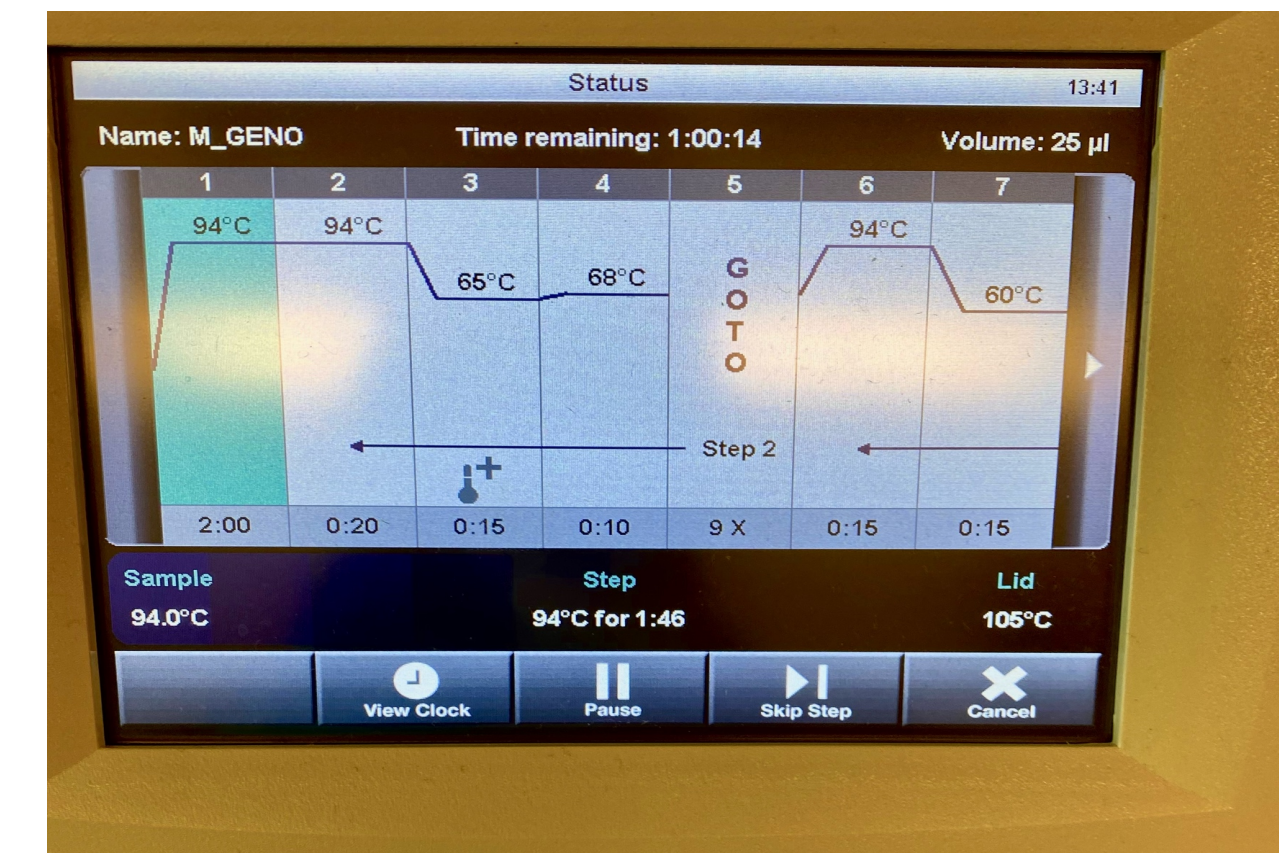 Status 13:41
Name: M_GENO Time remaining: 1:00:14 Volume: 25 µl
1 2 3 4 5 6 7
94°C 94°C 65°C 68°C GOTO 94°C 60°C
Step 2
2:00 0:20 0:15 0:10 9 X 0:15 0:15
Sample Step Lid
94.0°C 94°C for 1:46 105°C
View Clock Pause Skip Step Cancel